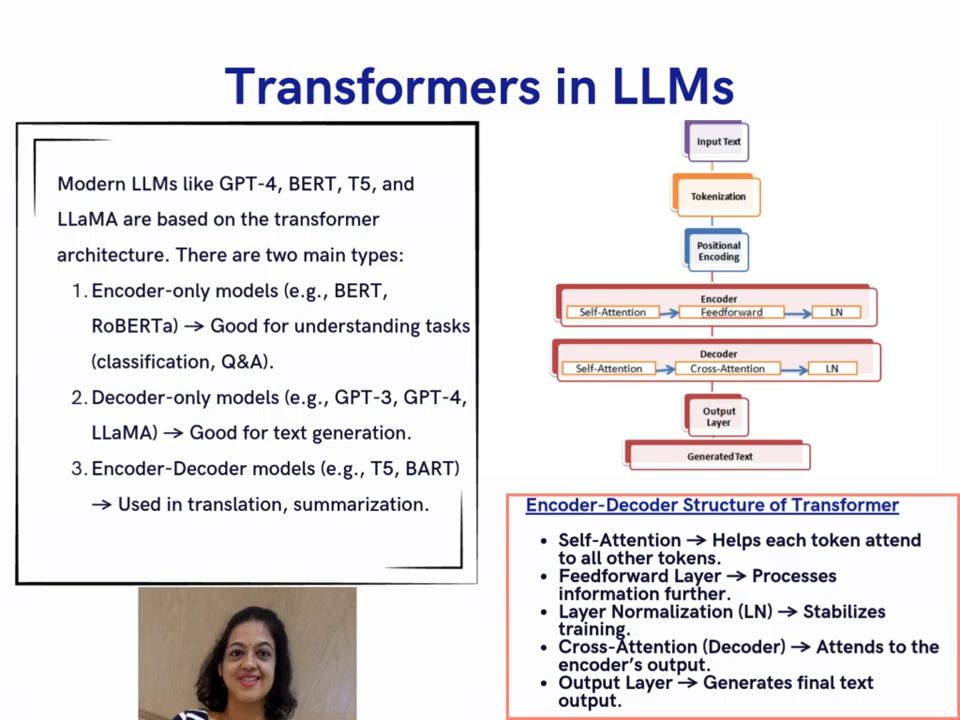 Transformers in LLMs
Modern LLMs like GPT-4, BERT, T5, and
LLaMA are based on the transformer
architecture. There are two main types:
1. Encoder-only models (e.g., BERT,
RoBERTa) → Good for understanding tasks
(classification, Q&A).
2. Decoder-only models (e.g., GPT-3, GPT-4,
LLaMA) → Good for text generation.
3. Encoder-Decoder models (e.g., T5, BART)
→ Used in translation, summarization.
Input Text
Tokenization
Positional
Encoding
Encoder
Self-Attention
Feedforward
LN
Decoder
Self-Attention
Cross-Attention
LN
Output
Layer
Generated Text
Encoder-Decoder Structure of Transformer
• Self-Attention → Helps each token attend
to all other tokens.
• Feedforward Layer → Processes
information further.
• Layer Normalization (LN) → Stabilizes
training.
• Cross-Attention (Decoder) → Attends to the
encoder's output.
• Output Layer → Generates final text
output.